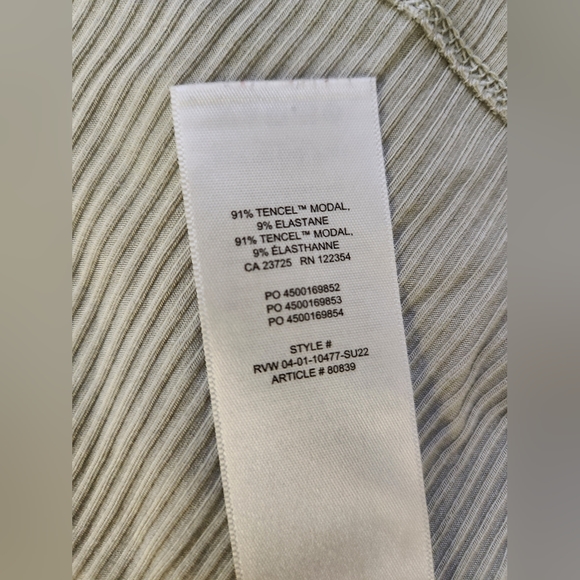 91% TENCEL™ MODAL,
9% ELASTANE
91% TENCEL™ MODAL,
9% ÉLASTHANNE
CA 23725 RN 122354
PO 4500169852
PO 4500169853
PO 4500169854
STYLE #
RVW 04-01-10477-SU22
ARTICLE # 80839